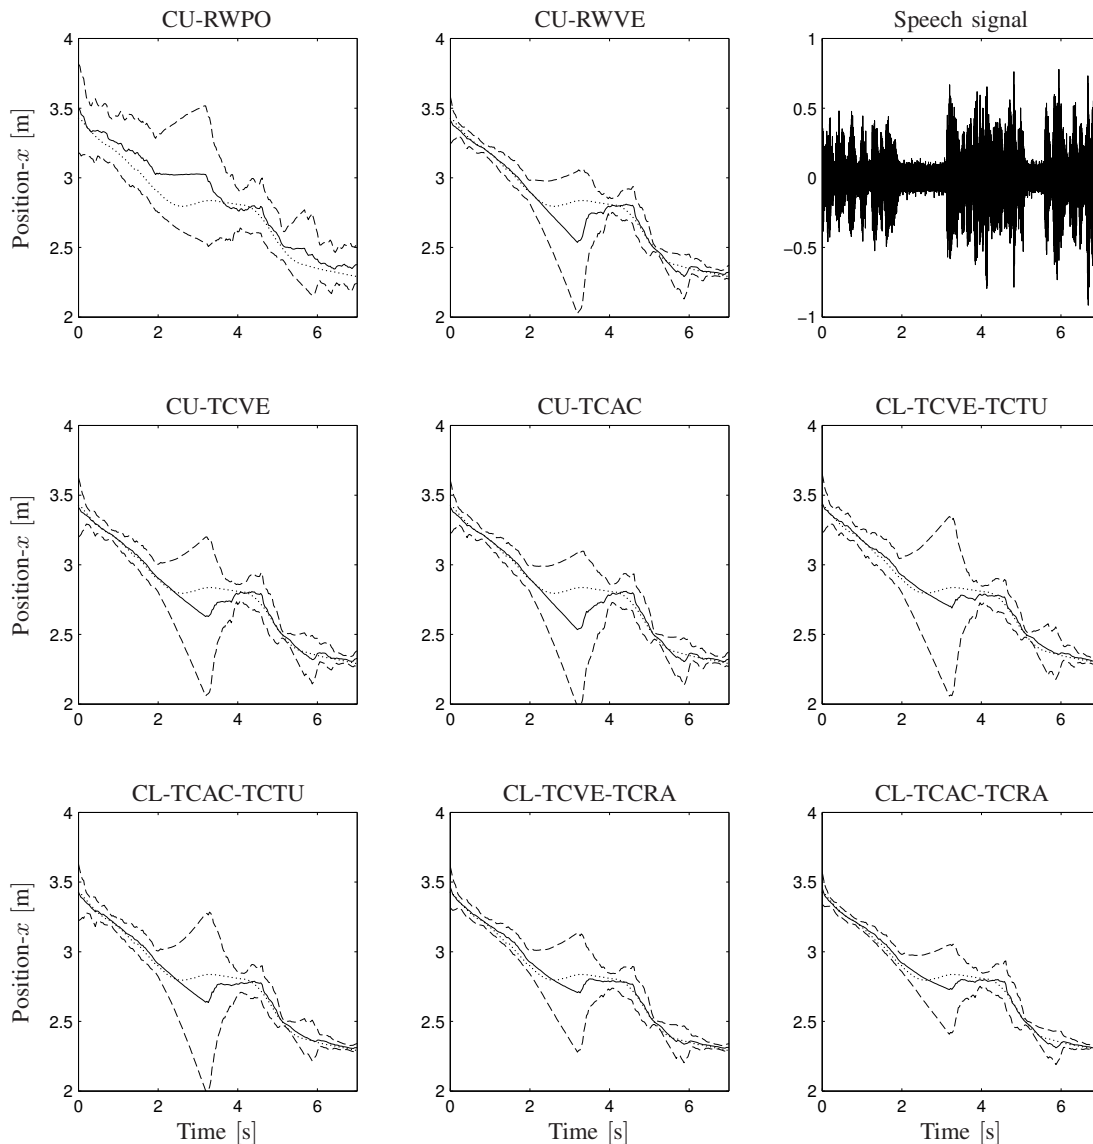 CU-RWPO
CU-RWVE
Speech signal
4
3.5
3
2.5
2
0 2 4 6
Position-x [m]
4
3.5
3
2.5
2
0 2 4 6
1
0.5
0
−0.5
−1
0 2 4 6
CU-TCVE
CU-TCAC
CL-TCVE-TCTU
4
3.5
3
2.5
2
0 2 4 6
Position-x [m]
4
3.5
3
2.5
2
0 2 4 6
4
3.5
3
2.5
2
0 2 4 6
CL-TCAC-TCTU
CL-TCVE-TCRA
CL-TCAC-TCRA
4
3.5
3
2.5
2
0 2 4 6
Position-x [m]
Time [s]
4
3.5
3
2.5
2
0 2 4 6
Time [s]
4
3.5
3
2.5
2
0 2 4 6
Time [s]